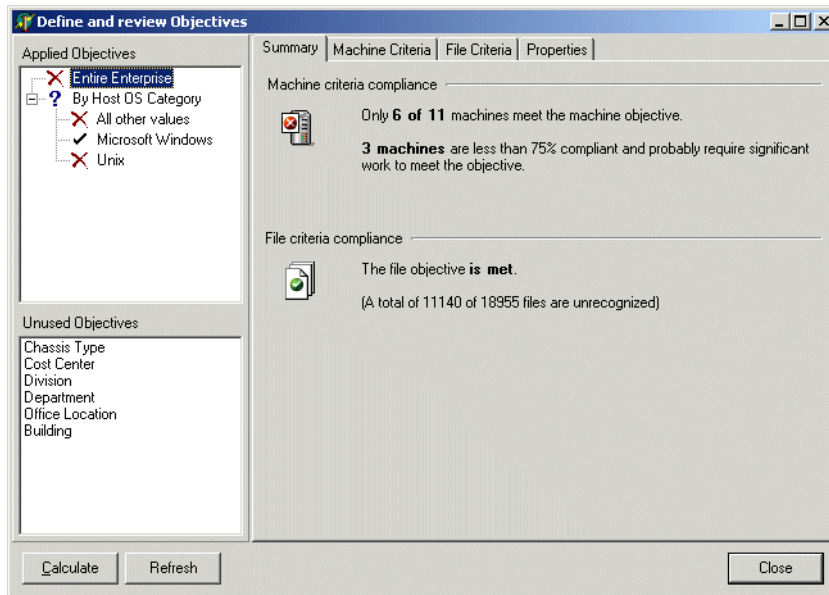 Define and review Objectives
Applied Objectives
Entire Enterprise
? By Host OS Category
All other values
Microsoft Windows
Unix
Unused Objectives
Chassis Type
Cost Center
Division
Department
Office Location
Building
Summary
Machine Criteria
File Criteria
Properties
Machine criteria compliance
Only 6 of 11 machines meet the machine objective.
3 machines are less than 75% compliant and probably require significant
work to meet the objective.
File criteria compliance
The file objective is met.
(A total of 11140 of 18955 files are unrecognized)
Calculate
Refresh
Close